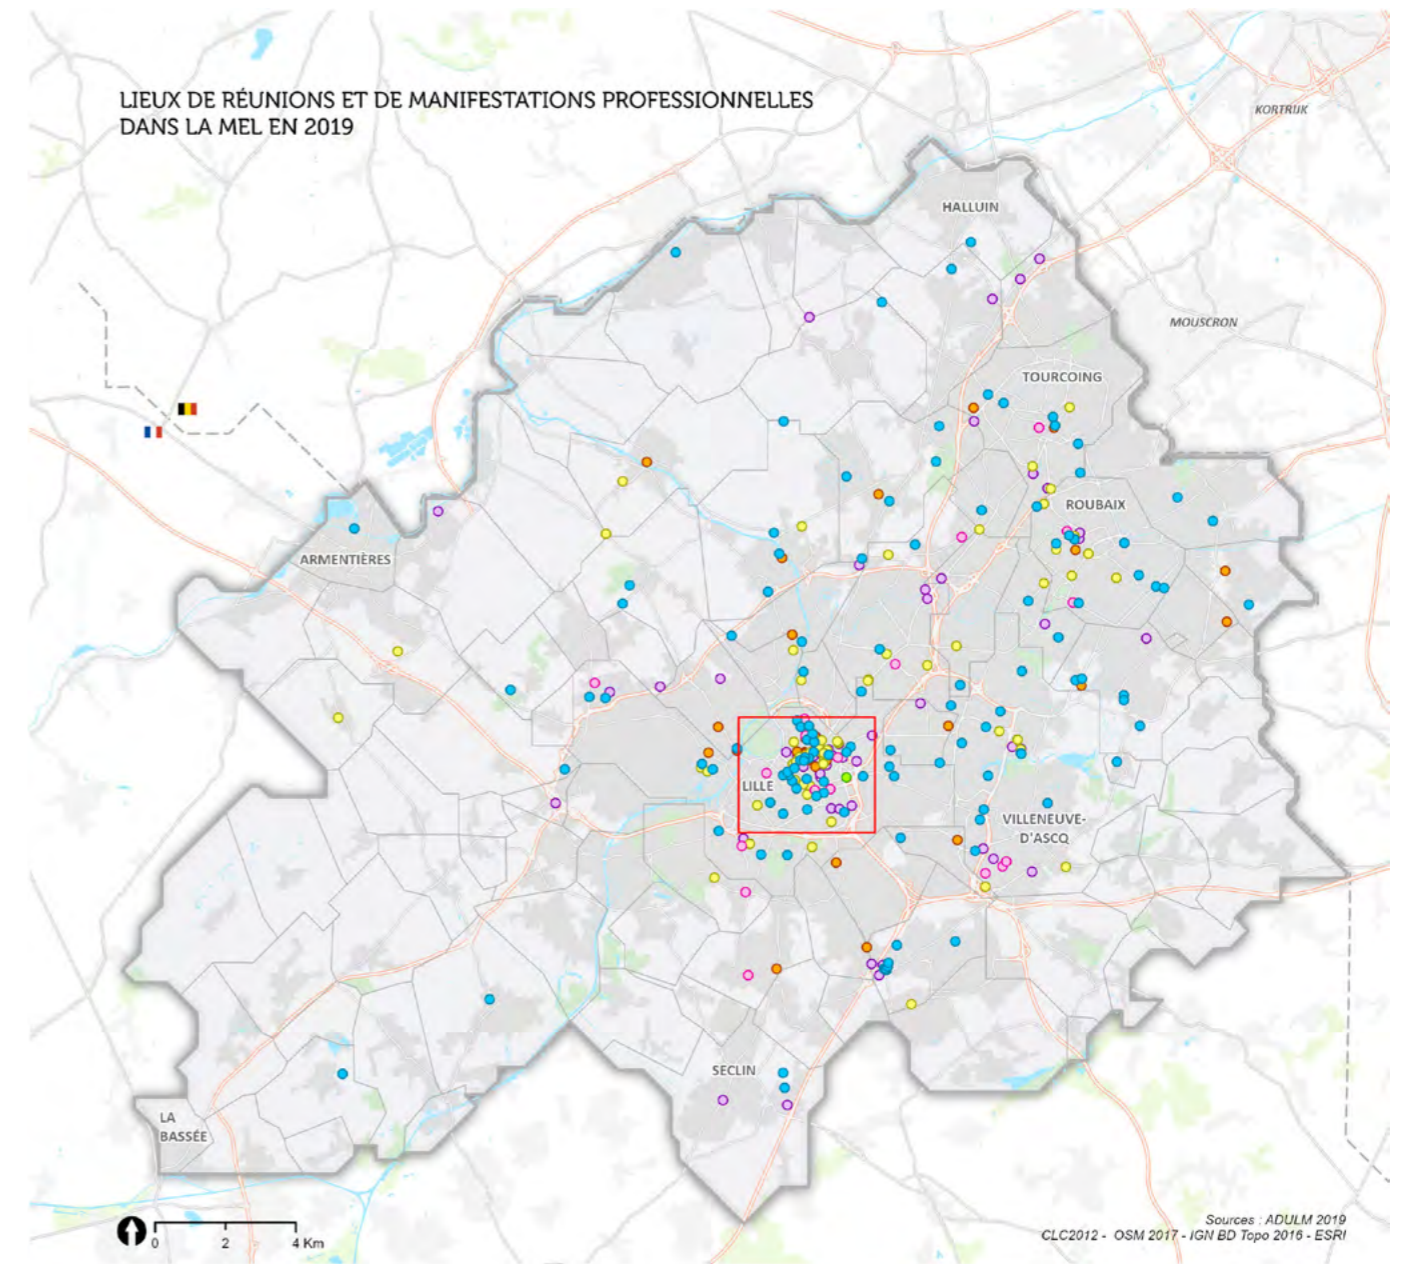 LIEUX DE RÉUNIONS ET DE MANIFESTATIONS PROFESSIONNELLES
DANS LA MEL EN 2019
KORTRIJK
HALLUIN
MOUSCRON
TOURCOING
ROUBAIX
ARMENTIÈRES
LILLE
VILLENEUVE-
D'ASCQ
SECLIN
LA
BASSÉE
0 2 4 Km
Sources : ADULM 2019
CLC2012 - OSM 2017 - IGN BD Topo 2016 - ESRI